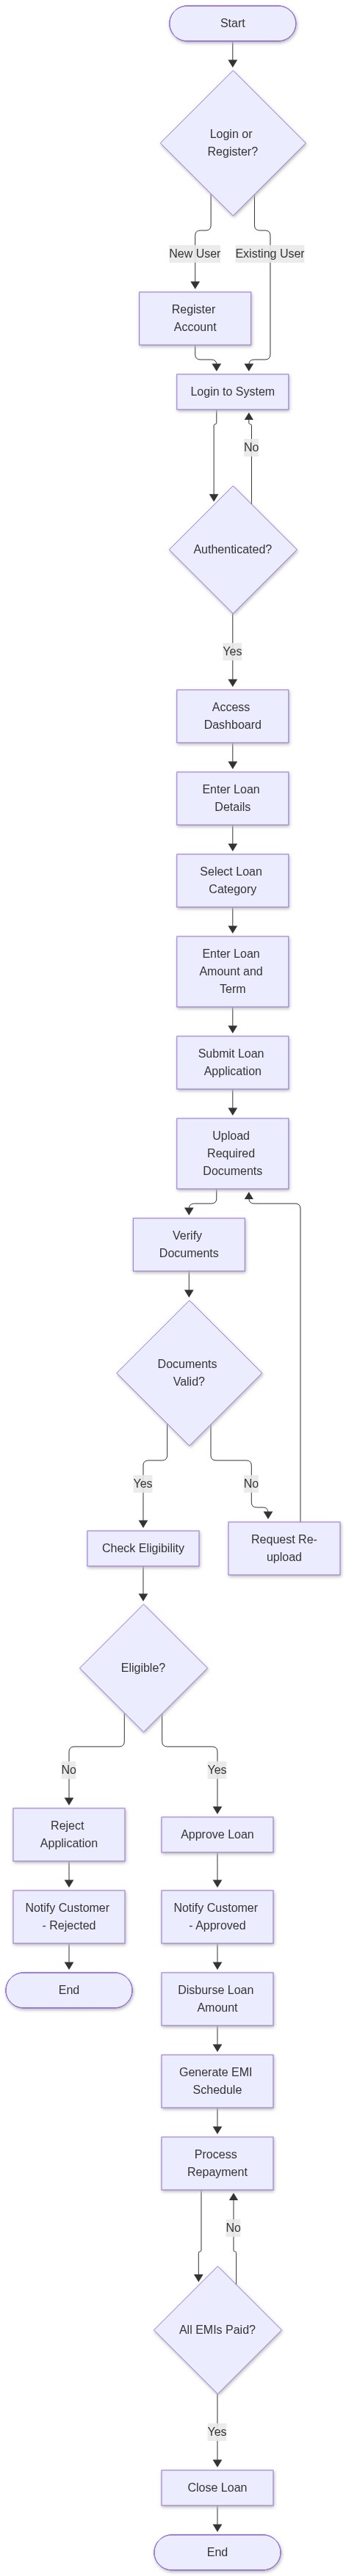 Start
Login or
Register?
New User
Existing User
Register
Account
Login to System
No
Authenticated?
Yes
Access
Dashboard
Enter Loan
Details
Select Loan
Category
Enter Loan
Amount and
Term
Submit Loan
Application
Upload
Required
Documents
Verify
Documents
Documents
Valid?
Yes
No
Check Eligibility
Request Re-
upload
Eligible?
No
Yes
Reject
Application
Approve Loan
Notify Customer
- Rejected
Notify Customer
- Approved
End
Disburse Loan
Amount
Generate EMI
Schedule
Process
Repayment
No
All EMIs Paid?
Yes
Close Loan
End